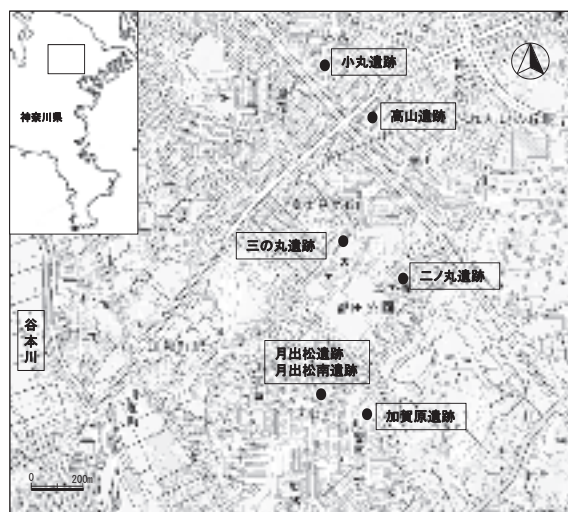 神奈川県
小丸遺跡
高山遺跡
三の丸遺跡
二ノ丸遺跡
谷本川
月出松遺跡
月出松南遺跡
加賀原遺跡
0 200m